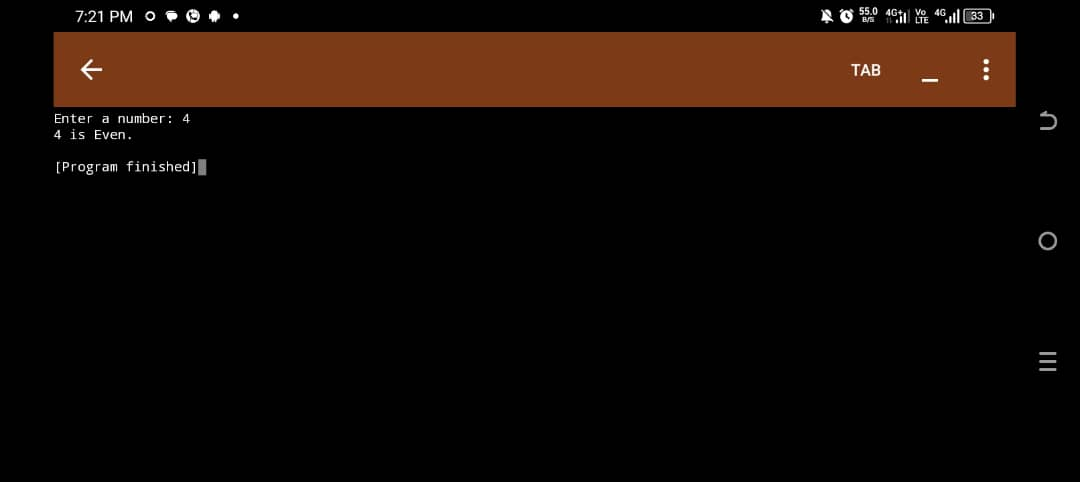 7:21 PM 55.0 B/S 4G+ Vo LTE 4G 33
TAB
Enter a number: 4
4 is Even.
[Program finished]